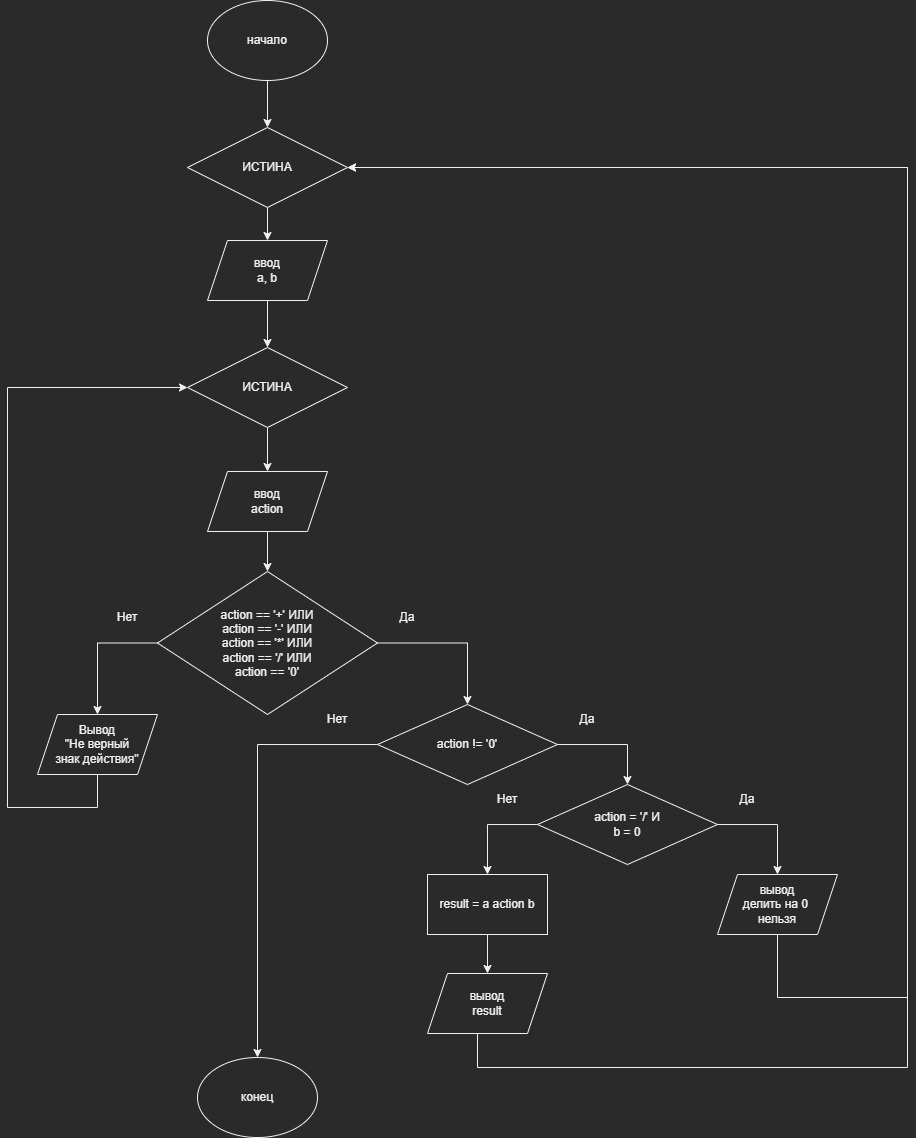 начало
ИСТИНА
ввод
a, b
ИСТИНА
ввод
action
Нет
Да
action == '+' ИЛИ
action == '-' ИЛИ
action == '*' ИЛИ
action == '/' ИЛИ
action == '0'
Вывод
"Не верный
знак действия"
Нет
Да
action != '0'
Нет
Да
action = '/' И
b = 0
result = a action b
вывод
делить на 0
нельзя
вывод
result
конец